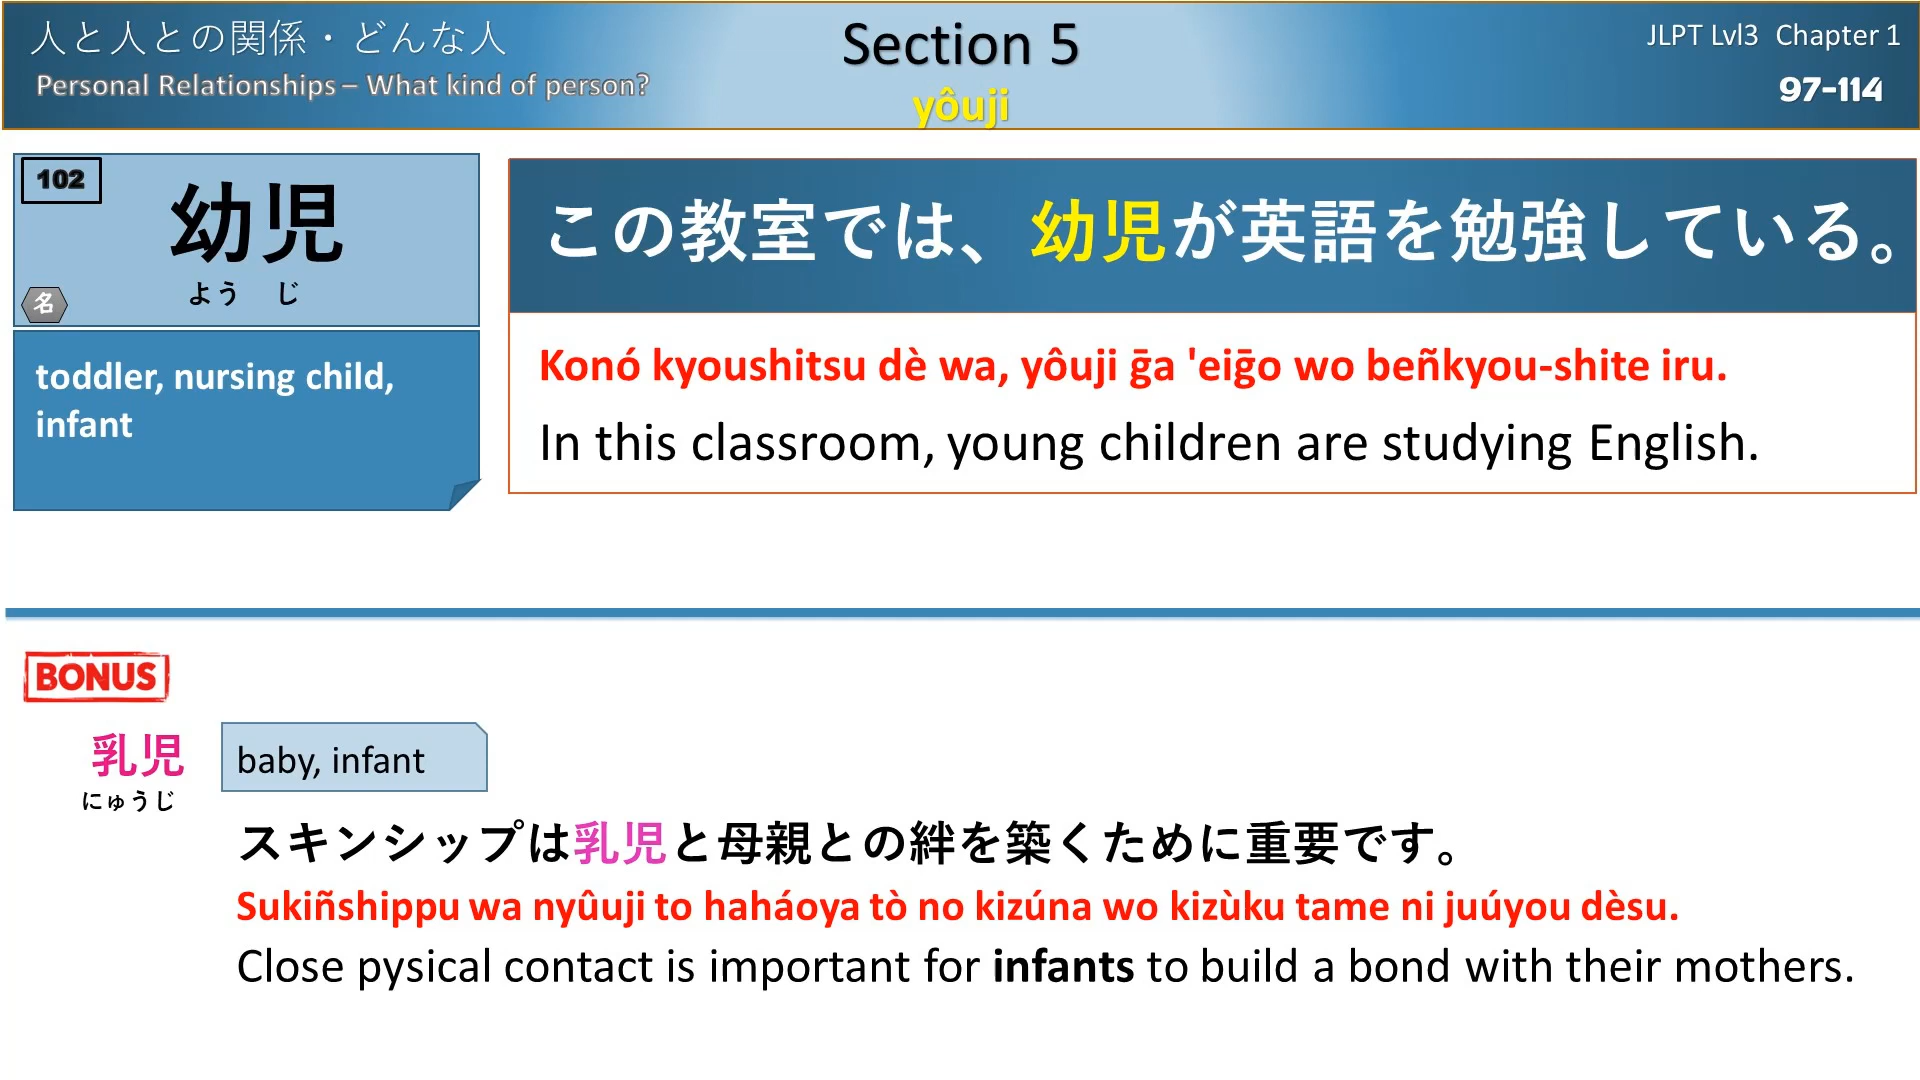 人と人との関係・どんな人
Personal Relationships – What kind of person?
Section 5
yôuji
JLPT Lvl3 Chapter 1
97-114
102
幼児
よう じ
名
toddler, nursing child,
infant
この教室では、幼児が英語を勉強している。
Konó kyoushitsu dè wa, yôuji ḡa 'eiḡo wo beñkyou-shite iru.
In this classroom, young children are studying English.
BONUS
乳児
にゅうじ
baby, infant
スキンシップは乳児と母親との絆を築くために重要です。
Sukiñshippu wa nyûuji to haháoya tò no kizúna wo kizùku tame ni juúyou dèsu.
Close pysical contact is important for infants to build a bond with their mothers.